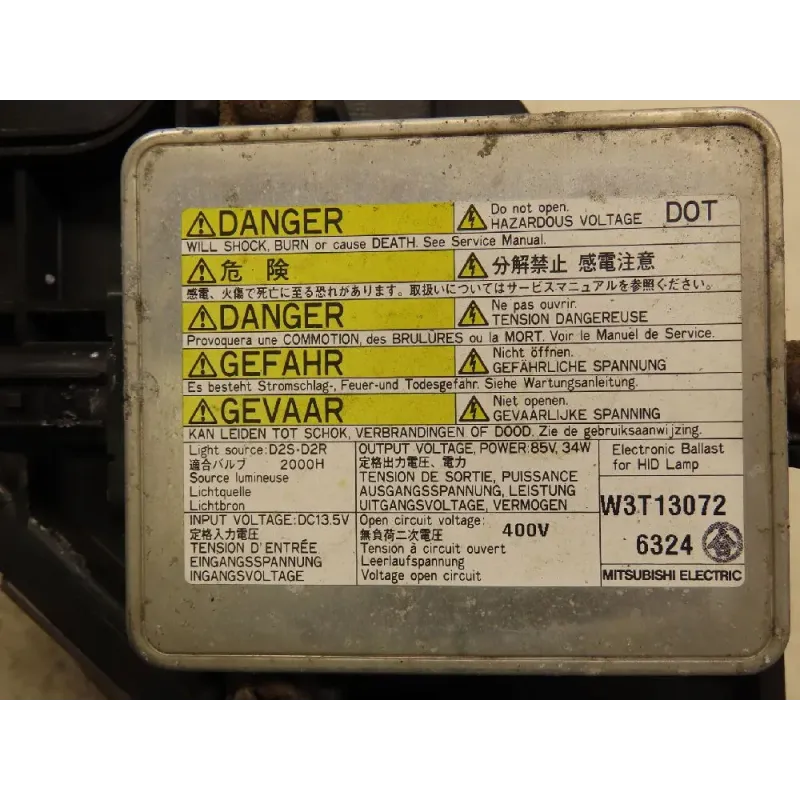 ⚠DANGER
Do not open.
HAZARDOUS VOLTAGE
DOT
WILL SHOCK, BURN or cause DEATH. See Service Manual.
⚠危 険
分解禁止 感電注意
感電、火傷で死亡に至る恐れがあります。取扱いについてはサービスマニュアルを参照ください。
⚠DANGER
Ne pas ouvrir.
TENSION DANGEREUSE
Provoquera une COMMOTION, des BRULÛRES ou la MORT. Voir le Manuel de Service.
⚠GEFAHR
Nicht öffnen.
GEFÄHRLICHE SPANNUNG
Es besteht Stromschlag-, Feuer-und Todesgefahr. Siehe Wartungsanleitung.
⚠GEVAAR
Niet openen.
GEVAARLIJKE SPANNING
KAN LEIDEN TOT SCHOK, VERBRANDINGEN OF DOOD. Zie de gebruiksaanwijzing.
Light source:D2S-D2R
適合バルブ 2000H
Source lumineuse
Lichtquelle
Lichtbron
OUTPUT VOLTAGE, POWER:85V, 34W
定格出力電圧、電力
TENSION DE SORTIE, PUISSANCE
AUSGANGSSPANNUNG, LEISTUNG
UITGANGSVOLTAGE, VERMOGEN
Electronic Ballast
for HID Lamp
INPUT VOLTAGE:DC13.5V
定格入力電圧
TENSION D'ENTRÉE
EINGANGSSPANNUNG
INGANGSVOLTAGE
Open circuit voltage:
無負荷二次電圧 400V
Tension à circuit ouvert
Leerlaufspannung
Voltage open circuit
W3T13072
6324
MITSUBISHI ELECTRIC